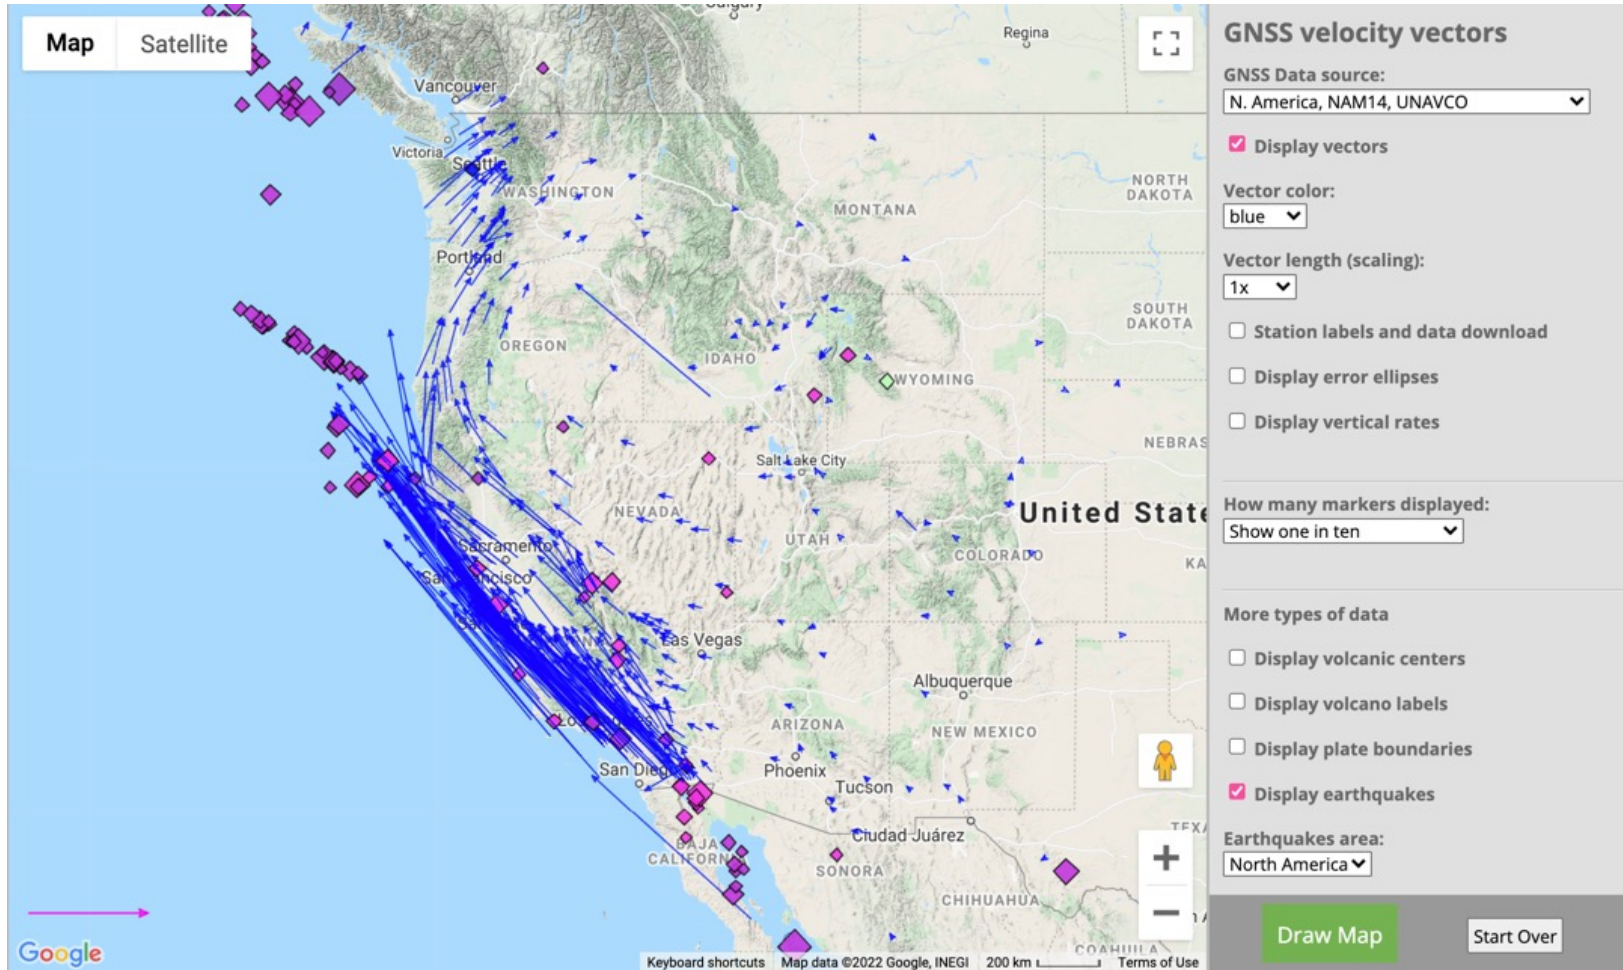 Map
Satellite
Calgary
Regina
Vancouver
Victoria
Seattle
WASHINGTON
MONTANA
NORTH
DAKOTA
Portland
OREGON
IDAHO
SOUTH
DAKOTA
WYOMING
NEBRAS
Salt Lake City
NEVADA
United State
UTAH
COLORADO
KA
Sacramento
San Francisco
Las Vegas
Albuquerque
ARIZONA
NEW MEXICO
Los Angeles
San Diego
Phoenix
Tucson
Ciudad Juárez
TEXA
BAJA
CALIFORNIA
SONORA
CHIHUAHUA
COAHUILA
Google
Keyboard shortcuts
Map data ©2022 Google, INEGI
200 km
Terms of Use
GNSS velocity vectors
GNSS Data source:
N. America, NAM14, UNAVCO
Display vectors
Vector color:
blue
Vector length (scaling):
1x
Station labels and data download
Display error ellipses
Display vertical rates
How many markers displayed:
Show one in ten
More types of data
Display volcanic centers
Display volcano labels
Display plate boundaries
Display earthquakes
Earthquakes area:
North America
Draw Map
Start Over